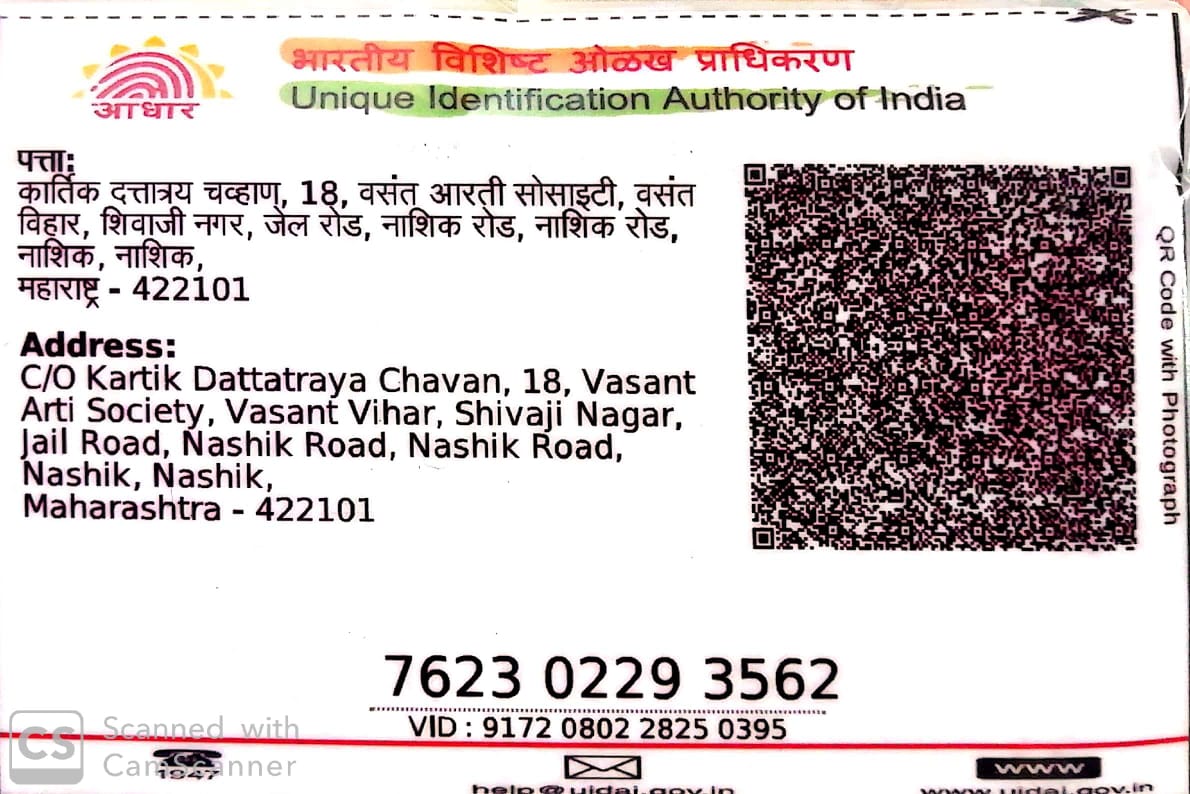 भारतीय विशिष्ट ओळख प्राधिकरण
आधार
Unique Identification Authority of India
पत्ता:
कार्तिक दत्तात्रय चव्हाण, 18, वसंत आरती सोसाइटी, वसंत
विहार, शिवाजी नगर, जेल रोड, नाशिक रोड, नाशिक रोड,
नाशिक, नाशिक,
महाराष्ट्र - 422101
Address:
C/O Kartik Dattatraya Chavan, 18, Vasant
Arti Society, Vasant Vihar, Shivaji Nagar,
Jail Road, Nashik Road, Nashik Road,
Nashik, Nashik,
Maharashtra - 422101
QR Code with Photograph
7623 0229 3562
VID : 9172 0802 2825 0395
1947
help@uidai.gov.in
www
www.uidai.gov.in
CS
Scanned with
CamScanner